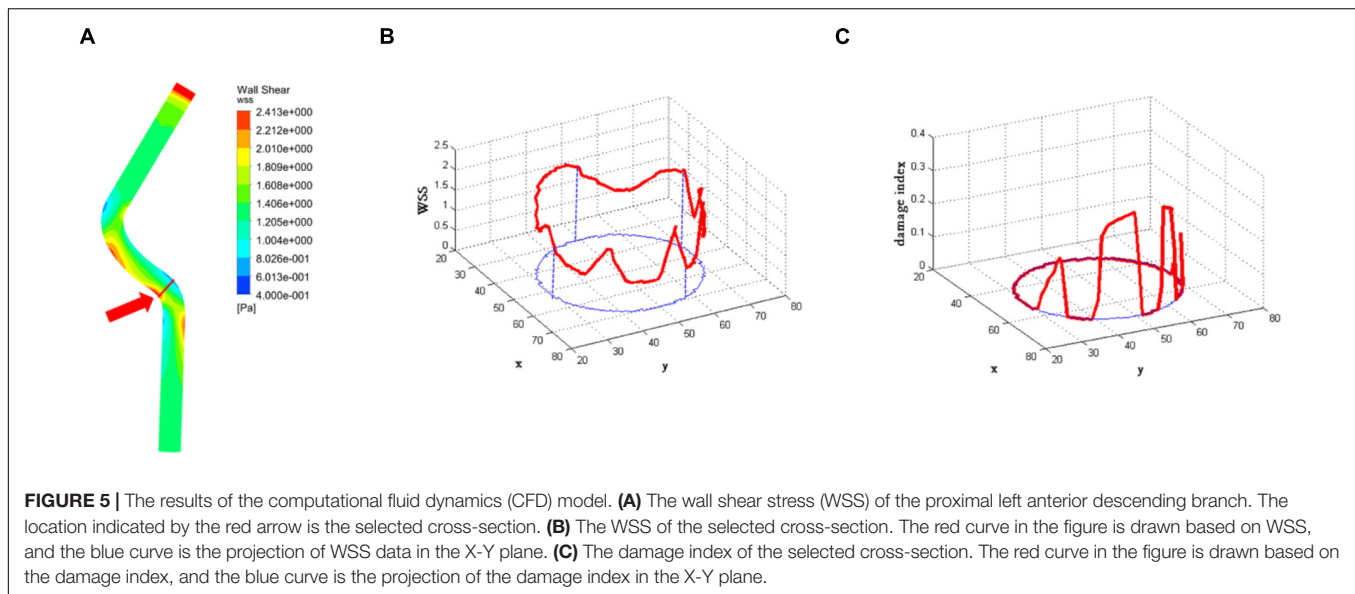 A
B
C
Wall Shear
wss
2.413e+000
2.212e+000
2.010e+000
1.809e+000
1.608e+000
1.406e+000
1.205e+000
1.004e+000
8.026e-001
6.013e-001
4.000e-001
[Pa]
2.5
2
1.5
1
0.5
0
WSS
20
30
40
50
60
70
80
x
20
30
40
50
60
70
80
y
0.4
0.3
0.2
0.1
0
damage index
20
40
60
80
x
20
30
40
50
60
70
80
y
FIGURE 5 | The results of the computational fluid dynamics (CFD) model. (A) The wall shear stress (WSS) of the proximal left anterior descending branch. The
location indicated by the red arrow is the selected cross-section. (B) The WSS of the selected cross-section. The red curve in the figure is drawn based on WSS,
and the blue curve is the projection of WSS data in the X-Y plane. (C) The damage index of the selected cross-section. The red curve in the figure is drawn based on
the damage index, and the blue curve is the projection of the damage index in the X-Y plane.